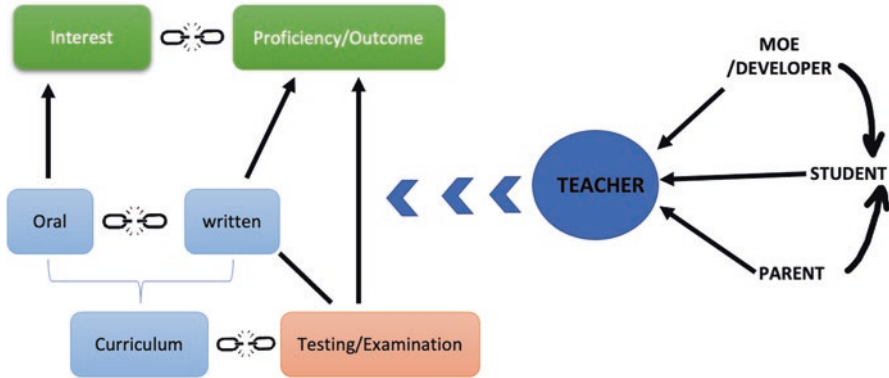 Interest
Proficiency/Outcome
Oral
written
Curriculum
Testing/Examination
TEACHER
MOE
/DEVELOPER
STUDENT
PARENT